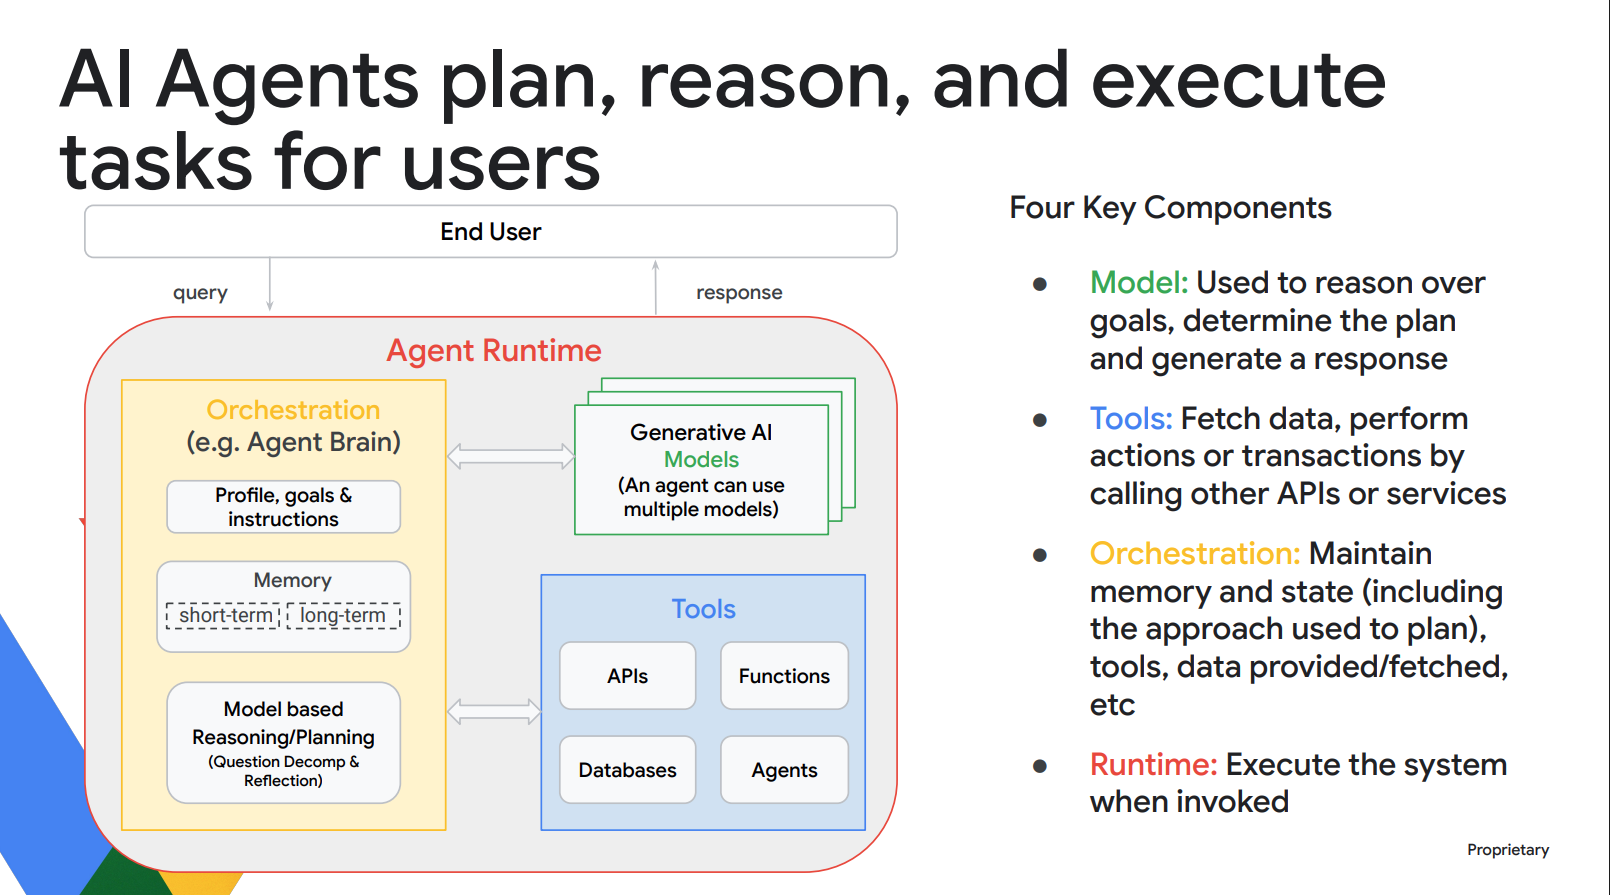 AI Agents plan, reason, and execute
tasks for users
End User
query
response
Agent Runtime
Orchestration
(e.g. Agent Brain)
Profile, goals &
instructions
Memory
short-term
long-term
Model based
Reasoning/Planning
(Question Decomp &
Reflection)
Generative AI
Models
(An agent can use
multiple models)
Tools
APIs
Functions
Databases
Agents
Four Key Components
● Model: Used to reason over
goals, determine the plan
and generate a response
● Tools: Fetch data, perform
actions or transactions by
calling other APIs or services
● Orchestration: Maintain
memory and state (including
the approach used to plan),
tools, data provided/fetched,
etc
● Runtime: Execute the system
when invoked
Proprietary